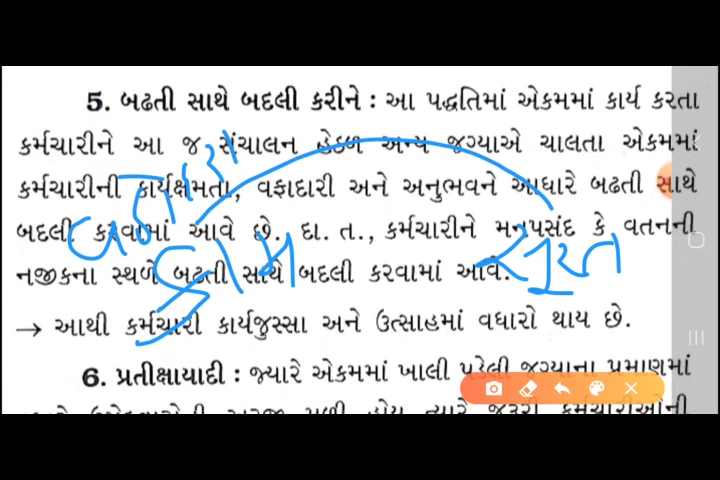 5. બઢતી સાથે બદલી કરીને : આ પદ્ધતિમાં એકમમાં કાર્ય કરતા
કર્મચારીને આ જ સંચાલન હેઠળ અન્ય જગ્યાએ ચાલતા એકમમાં
કર્મચારીની કાર્યક્ષમતા, વફાદારી અને અનુભવને આધારે બઢતી સાથે
બદલી કરવામાં આવે છે. દા. ત., કર્મચારીને મનપસંદ કે વતનની
નજીકના સ્થળે બઢતી સાથે બદલી કરવામાં આવે.
સુરત
→ આથી કર્મચારી કાર્યજુસ્સા અને ઉત્સાહમાં વધારો થાય છે.
6. પ્રતીક્ષાયાદી : જ્યારે એકમમાં ખાલી પડેલી જગ્યાના પ્રમાણમાં